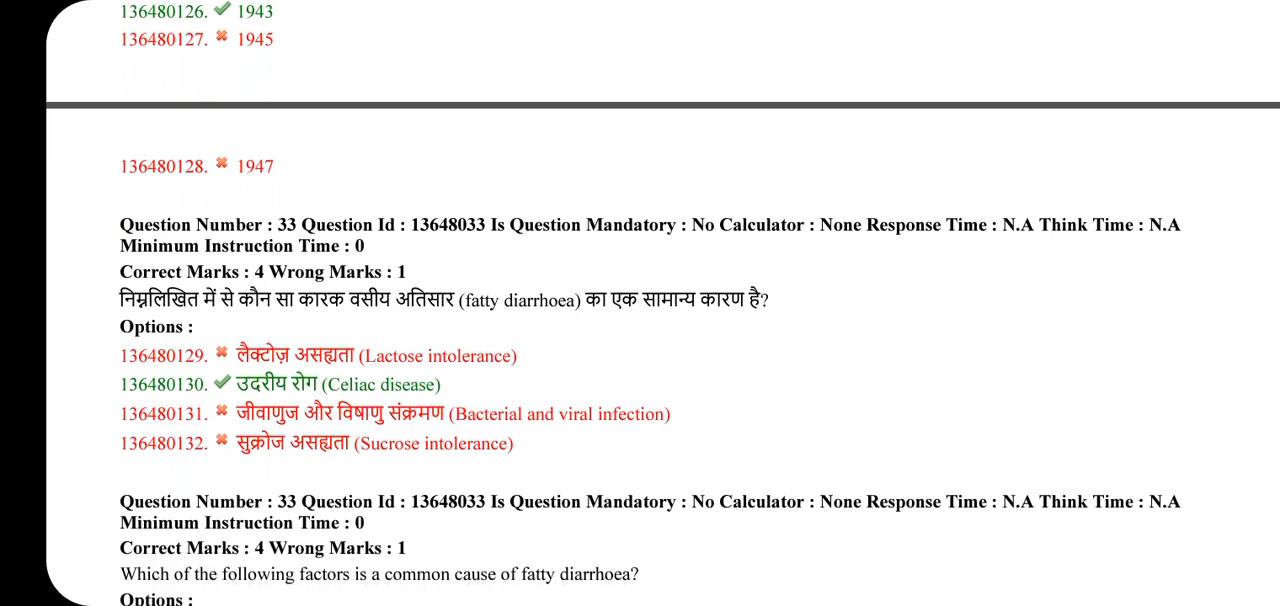 136480126. ✔ 1943
136480127. ✖ 1945
136480128. ✖ 1947
Question Number : 33 Question Id : 13648033 Is Question Mandatory : No Calculator : None Response Time : N.A Think Time : N.A
Minimum Instruction Time : 0
Correct Marks : 4 Wrong Marks : 1
निम्नलिखित में से कौन सा कारक वसीय अतिसार (fatty diarrhoea) का एक सामान्य कारण है?
Options :
136480129. ✖ लैक्टोज़ असह्यता (Lactose intolerance)
136480130. ✔ उदरीय रोग (Celiac disease)
136480131. ✖ जीवाणुज और विषाणु संक्रमण (Bacterial and viral infection)
136480132. ✖ सुक्रोज असह्यता (Sucrose intolerance)
Question Number : 33 Question Id : 13648033 Is Question Mandatory : No Calculator : None Response Time : N.A Think Time : N.A
Minimum Instruction Time : 0
Correct Marks : 4 Wrong Marks : 1
Which of the following factors is a common cause of fatty diarrhoea?
Options :